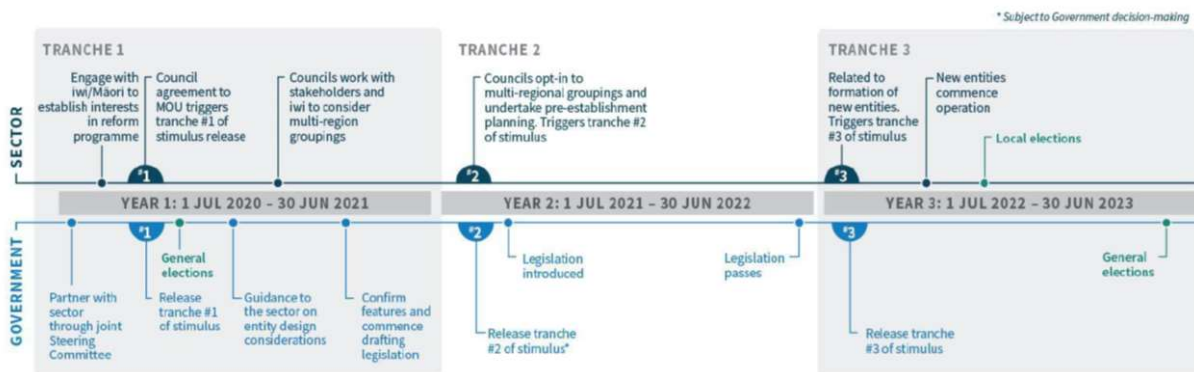 * Subject to Government decision-making
TRANCHE 1
TRANCHE 2
TRANCHE 3
SECTOR
Engage with
iwi/Māori to
establish interests
in reform
programme
Council
agreement to
MOU triggers
tranche #1 of
stimulus release
Councils work with
stakeholders and
iwi to consider
multi-region
groupings
Councils opt-in to
multi-regional groupings and
undertake pre-establishment
planning. Triggers tranche #2
of stimulus
Related to
formation of
new entities.
Triggers tranche
#3 of stimulus
New entities
commence
operation
Local elections
#1
#2
#3
YEAR 1: 1 JUL 2020 – 30 JUN 2021
YEAR 2: 1 JUL 2021 – 30 JUN 2022
YEAR 3: 1 JUL 2022 – 30 JUN 2023
GOVERNMENT
#1
#2
#3
Partner with
sector
through joint
Steering
Committee
Release
tranche #1
of stimulus
General
elections
Guidance to
the sector on
entity design
considerations
Confirm
features and
commence
drafting
legislation
Release tranche
#2 of stimulus*
Legislation
introduced
Legislation
passes
Release tranche
#3 of stimulus
General
elections